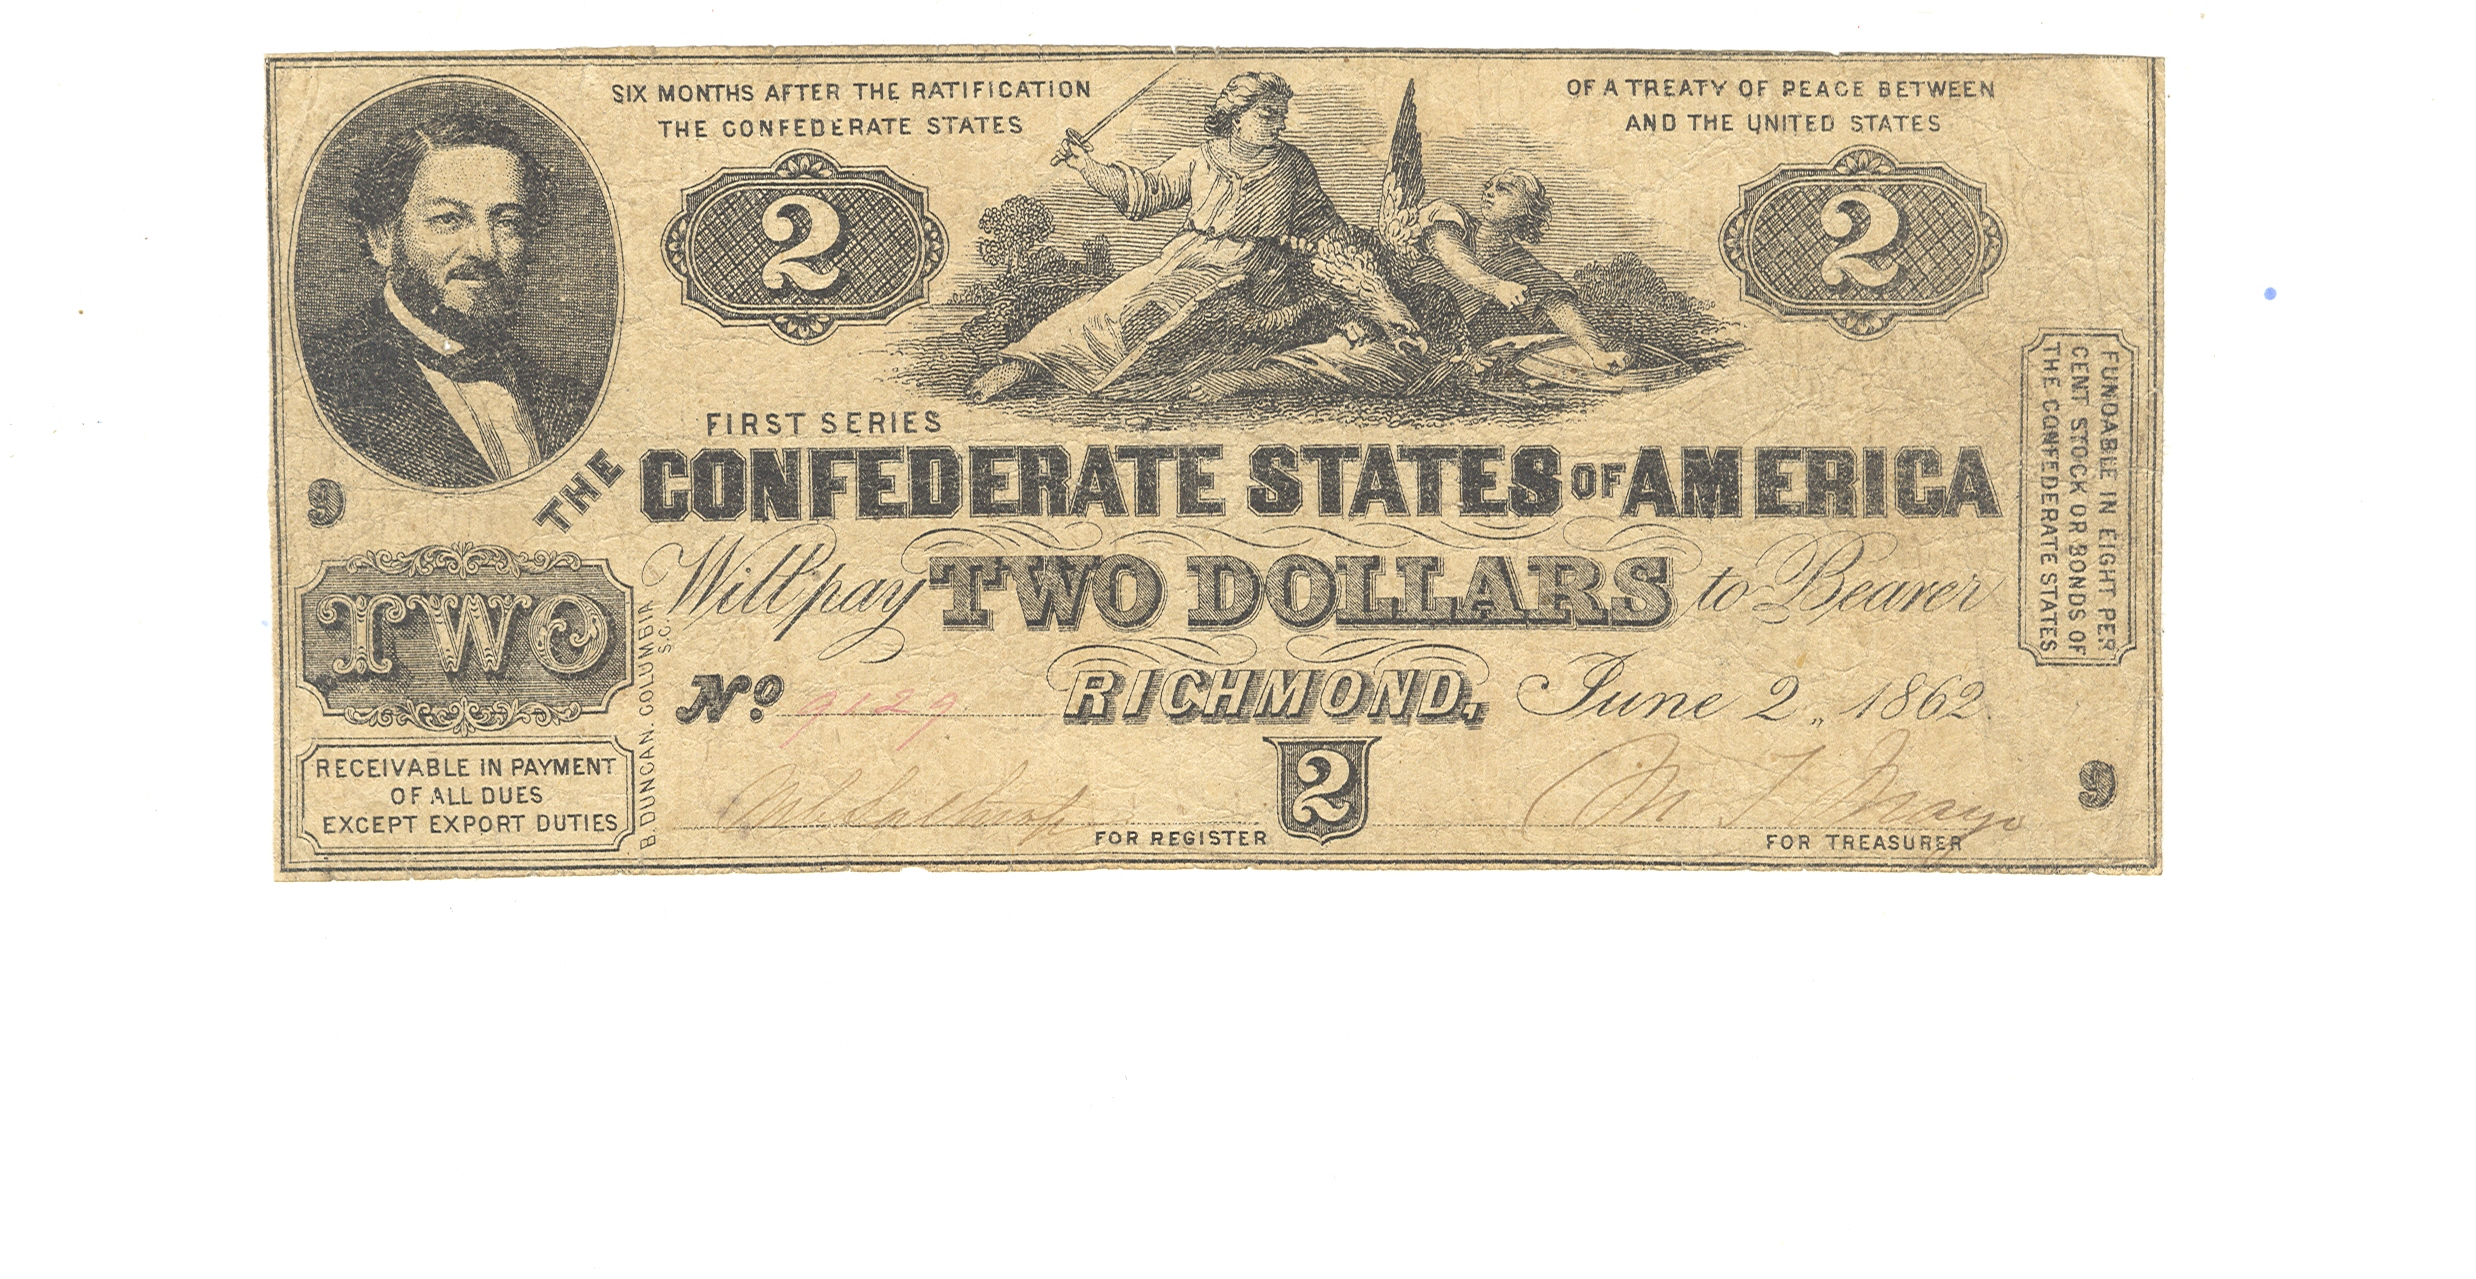 SIX MONTHS AFTER THE RATIFICATION
OF A TREATY OF PEACE BETWEEN
THE CONFEDERATE STATES
AND THE UNITED STATES
2
2
FIRST SERIES
THE CONFEDERATE STATES OF AMERICA
9
Will pay TWO DOLLARS to Bearer
TWO
No 9129
RICHMOND, June 2, 1862
RECEIVABLE IN PAYMENT
OF ALL DUES
EXCEPT EXPORT DUTIES
B. DUNCAN. COLUMBIA
S.C.
2
FOR REGISTER
M F Mayo
FOR TREASURER
9
FUNDABLE IN EIGHT PER
CENT STOCK OR BONDS OF
THE CONFEDERATE STATES